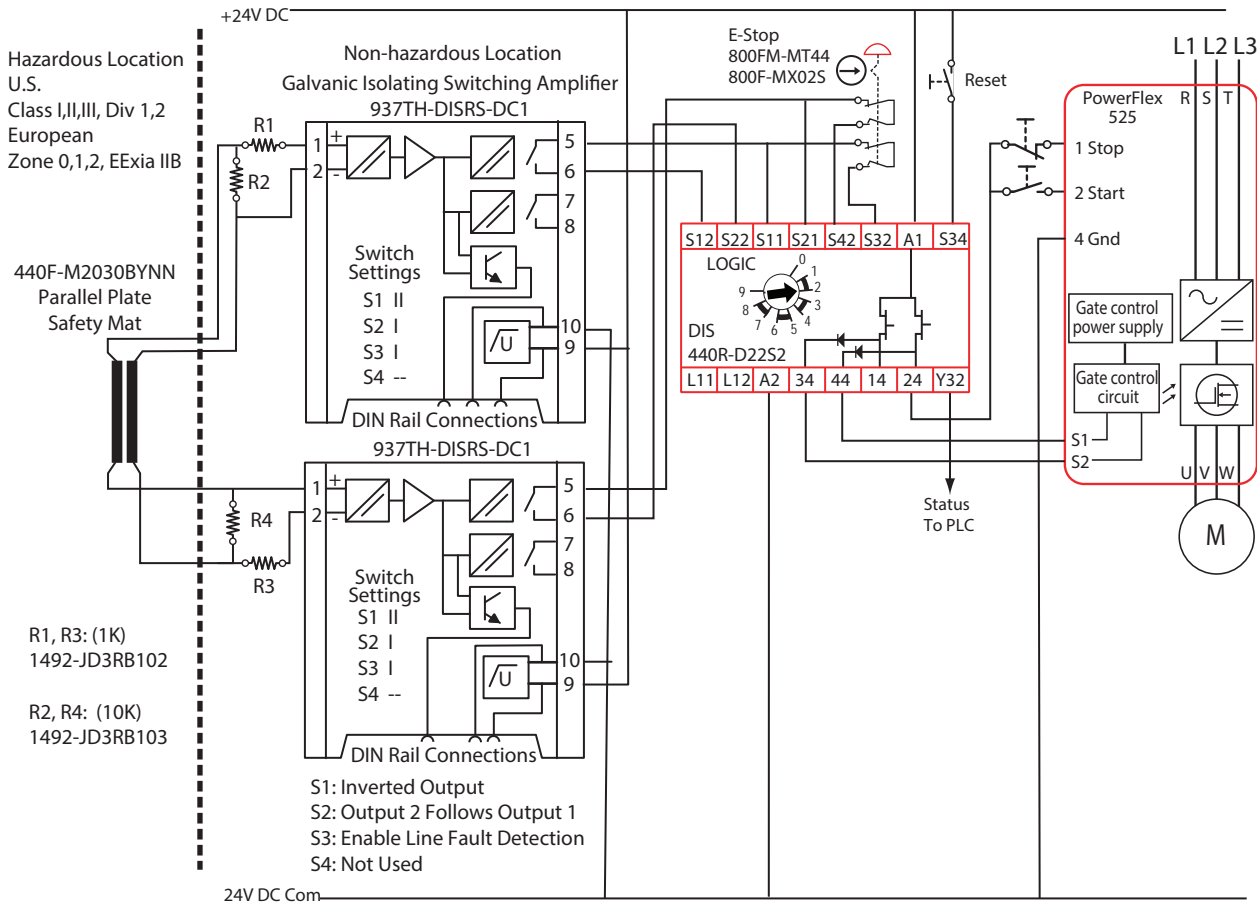 +24V DC
Hazardous Location
U.S.
Class I,II,III, Div 1,2
European
Zone 0,1,2, EExia IIB
Non-hazardous Location
Galvanic Isolating Switching Amplifier
937TH-DISRS-DC1
E-Stop
800FM-MT44
800F-MX02S
Reset
L1 L2 L3
PowerFlex
525
R S T
1 Stop
2 Start
4 Gnd
Gate control
power supply
Gate control
circuit
S1
S2
U V W
M
R1
R2
1 +
2 -
5
6
7
8
10
9
Switch
Settings
S1 II
S2 I
S3 I
S4 --
U
DIN Rail Connections
440F-M2030BYNN
Parallel Plate
Safety Mat
S12 S22 S11 S21 S42 S32 A1 S34
LOGIC
0
1
2
3
4
5
6
7
8
9
DIS
440R-D22S2
L11 L12 A2 34 44 14 24 Y32
Status
To PLC
937TH-DISRS-DC1
1 +
2 -
5
6
7
8
10
9
R4
R3
Switch
Settings
S1 II
S2 I
S3 I
S4 --
U
DIN Rail Connections
R1, R3: (1K)
1492-JD3RB102
R2, R4: (10K)
1492-JD3RB103
S1: Inverted Output
S2: Output 2 Follows Output 1
S3: Enable Line Fault Detection
S4: Not Used
24V DC Com